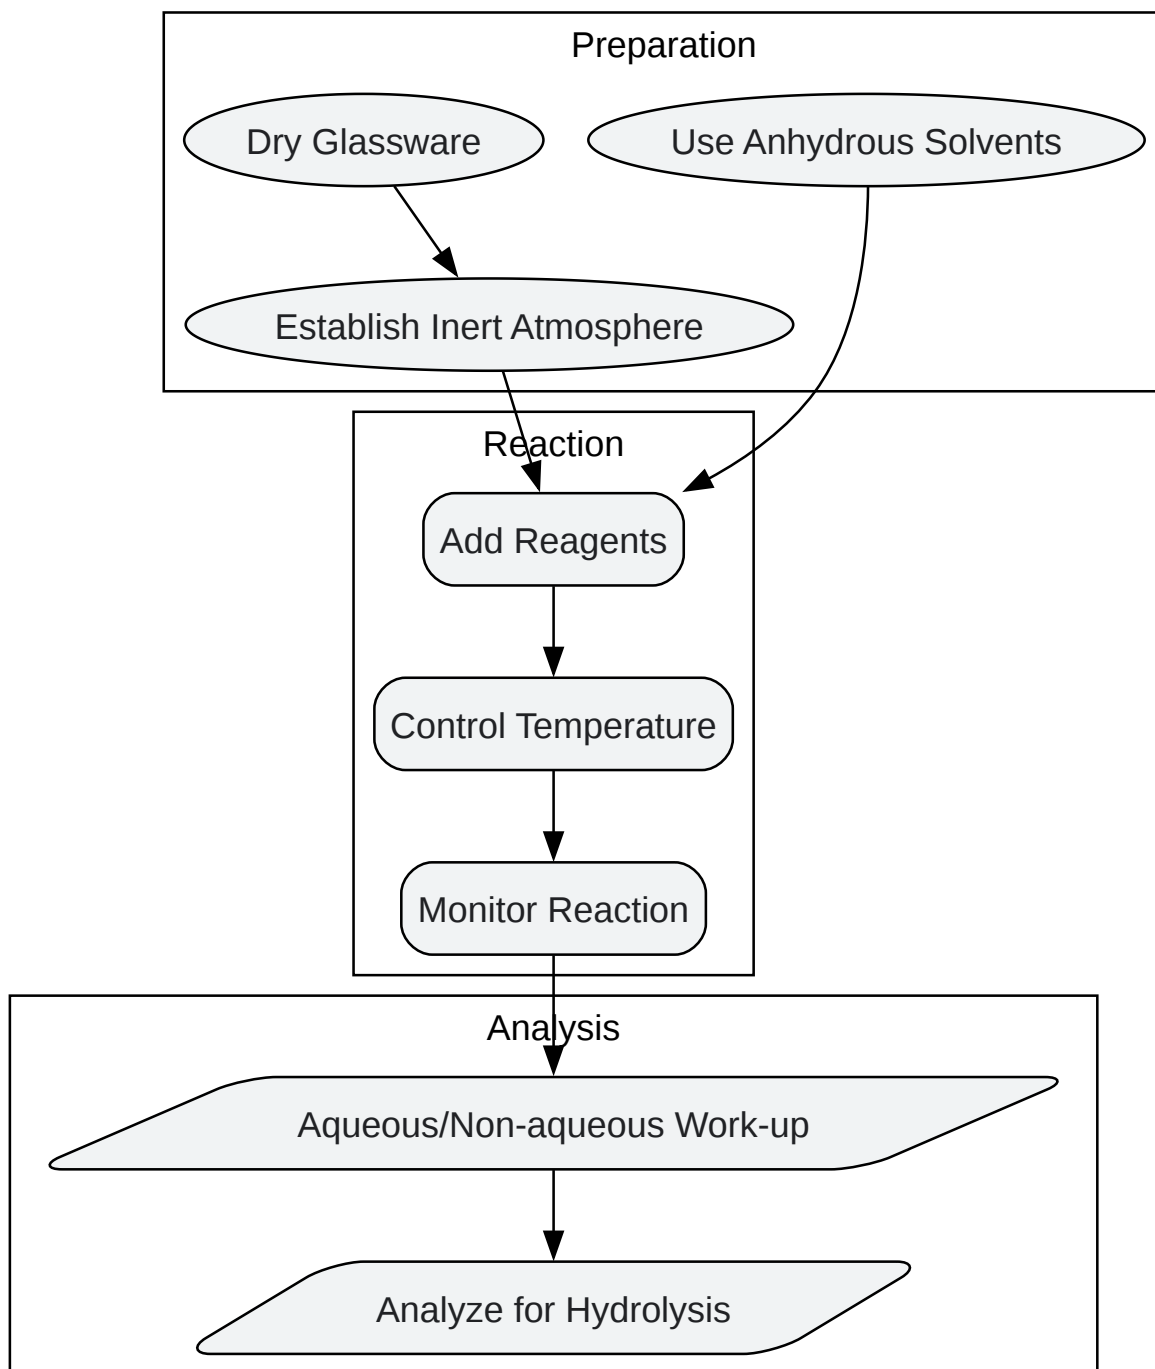 Preparation
Dry Glassware
Use Anhydrous Solvents
Establish Inert Atmosphere
Reaction
Add Reagents
Control Temperature
Monitor Reaction
Analysis
Aqueous/Non-aqueous Work-up
Analyze for Hydrolysis